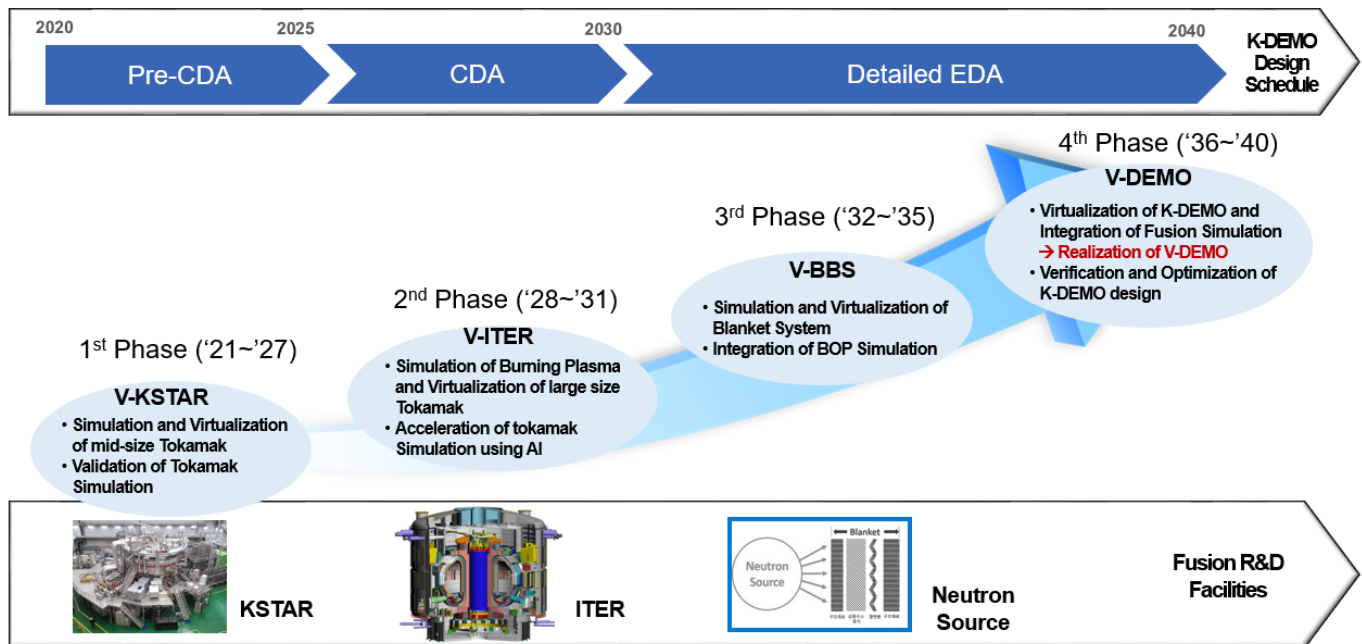 2020
2025
2030
2040
Pre-CDA
CDA
Detailed EDA
K-DEMO
Design
Schedule
4th Phase (‘36~’40)
V-DEMO
• Virtualization of K-DEMO and
Integration of Fusion Simulation
→ Realization of V-DEMO
• Verification and Optimization of
K-DEMO design
3rd Phase (‘32~’35)
V-BBS
• Simulation and Virtualization of
Blanket System
• Integration of BOP Simulation
2nd Phase (‘28~’31)
V-ITER
• Simulation of Burning Plasma
and Virtualization of large size
Tokamak
• Acceleration of tokamak
Simulation using AI
1st Phase (‘21~’27)
V-KSTAR
• Simulation and Virtualization
of mid-size Tokamak
• Validation of Tokamak
Simulation
KSTAR
ITER
Blanket
Neutron
Source
구조재료
Neutron
Source
Fusion R&D
Facilities